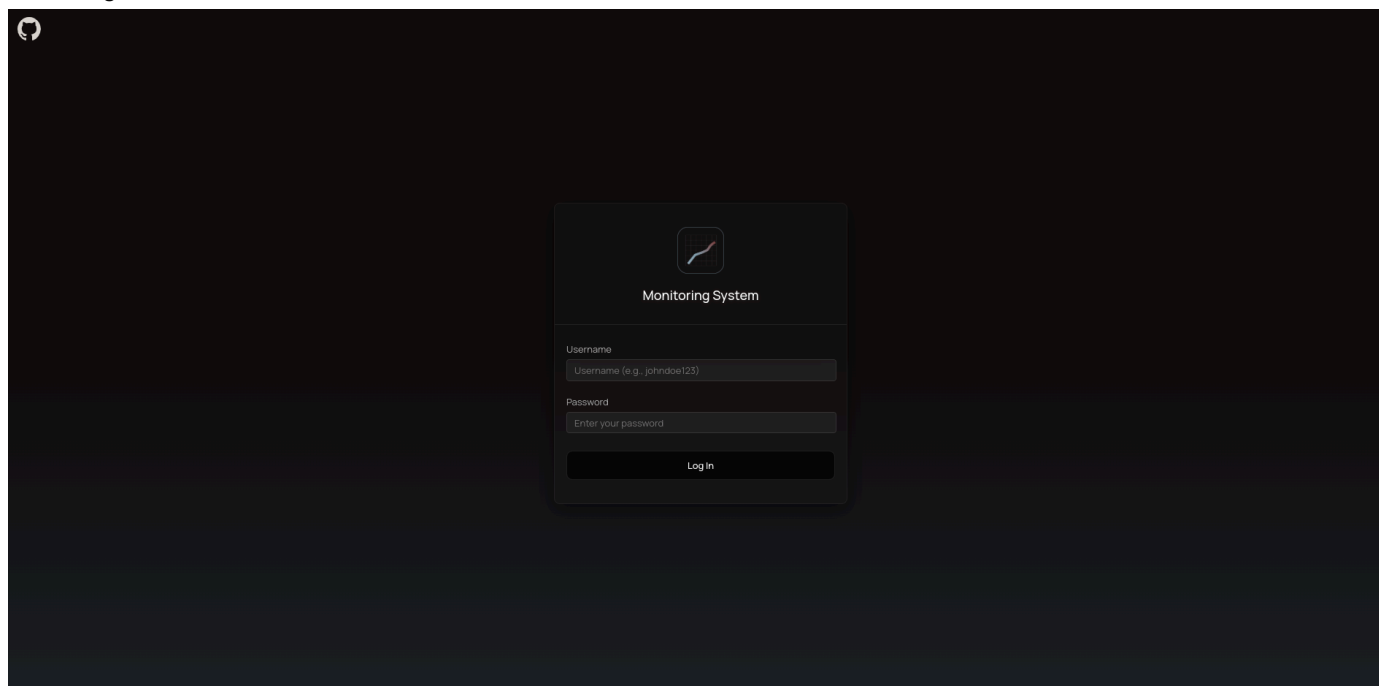 Monitoring System
Username
Username (e.g., johndoe123)
Password
Enter your password
Log In